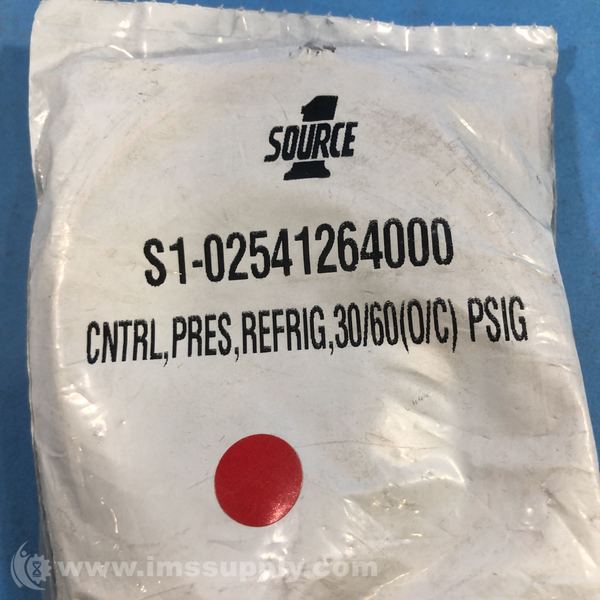 1
SOURCE
S1-02541264000
CNTRL,PRES,REFRIG,30/60(O/C) PSIG
www.imssupply.com